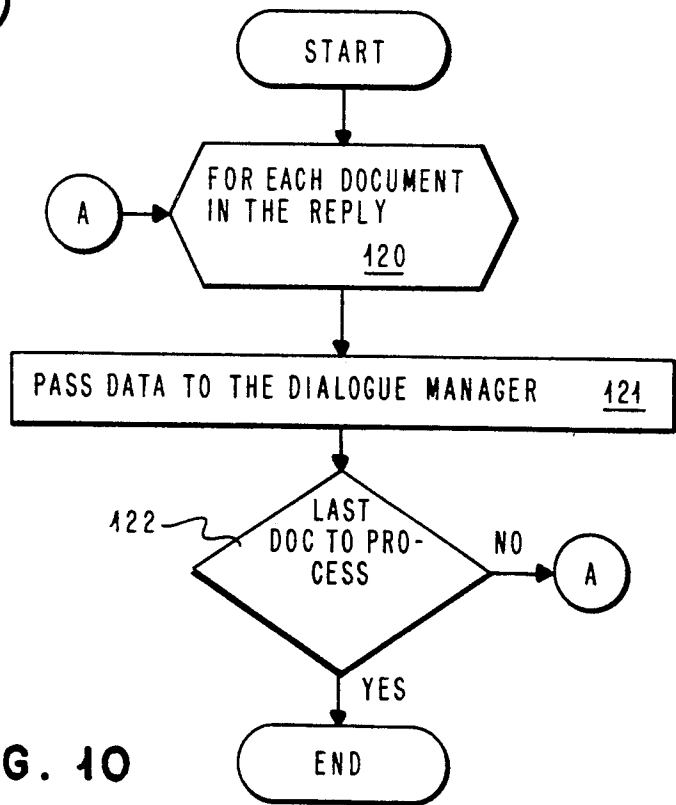 START
FOR EACH DOCUMENT
IN THE REPLY
A
120
PASS DATA TO THE DIALOGUE MANAGER 121
122
LAST
DOC TO PRO-
CESS
NO
A
YES
END
G. 10